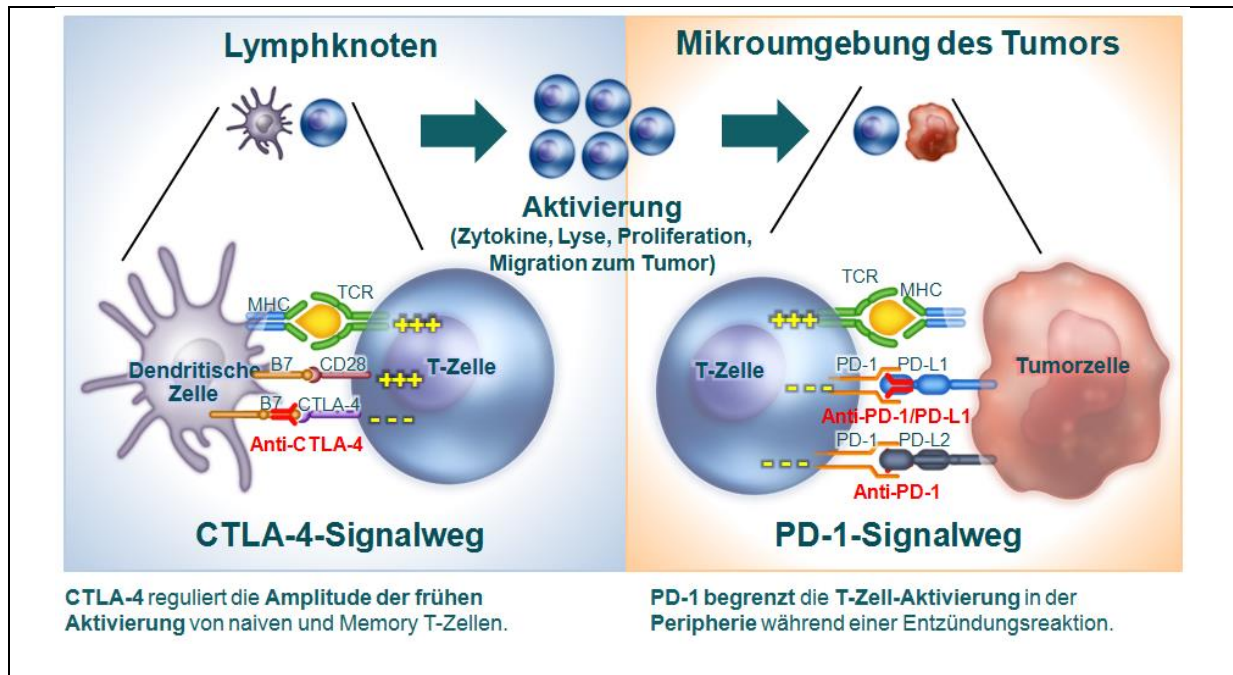 Lymphknoten
Mikroumgebung des Tumors
Aktivierung
(Zytokine, Lyse, Proliferation,
Migration zum Tumor)
MHC
TCR
+++
Dendritische
Zelle
B7
CD28
+++
T-Zelle
B7
CTLA-4
---
Anti-CTLA-4
CTLA-4-Signalweg
TCR
MHC
+++
T-Zelle
PD-1
PD-L1
---
Tumorzelle
Anti-PD-1/PD-L1
PD-1
PD-L2
---
Anti-PD-1
PD-1-Signalweg
CTLA-4 reguliert die Amplitude der frühen
Aktivierung von naiven und Memory T-Zellen.
PD-1 begrenzt die T-Zell-Aktivierung in der
Peripherie während einer Entzündungsreaktion.